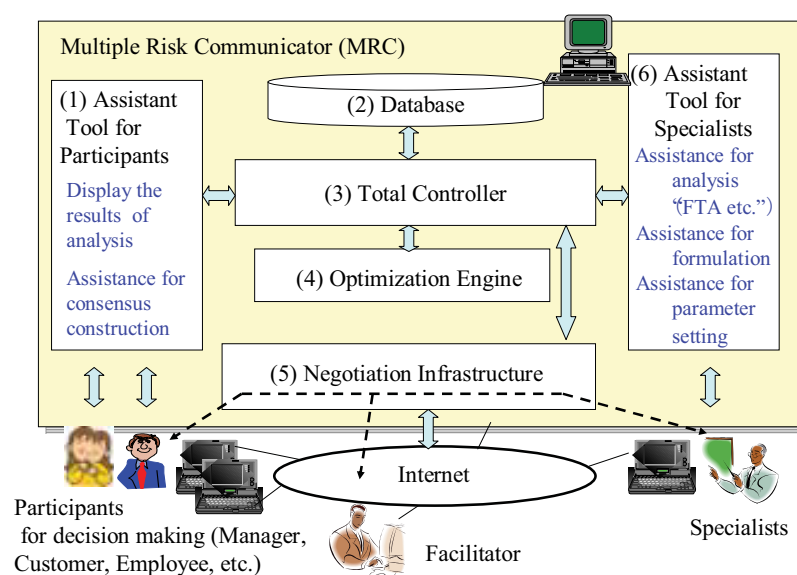 Multiple Risk Communicator (MRC)
(1) Assistant
Tool for
Participants
Display the
results of
analysis
Assistance for
consensus
construction
(2) Database
(3) Total Controller
(4) Optimization Engine
(5) Negotiation Infrastructure
(6) Assistant
Tool for
Specialists
Assistance for
analysis
“(FTA etc.”)
Assistance for
formulation
Assistance for
parameter
setting
Internet
Participants
for decision making (Manager,
Customer, Employee, etc.)
Facilitator
Specialists